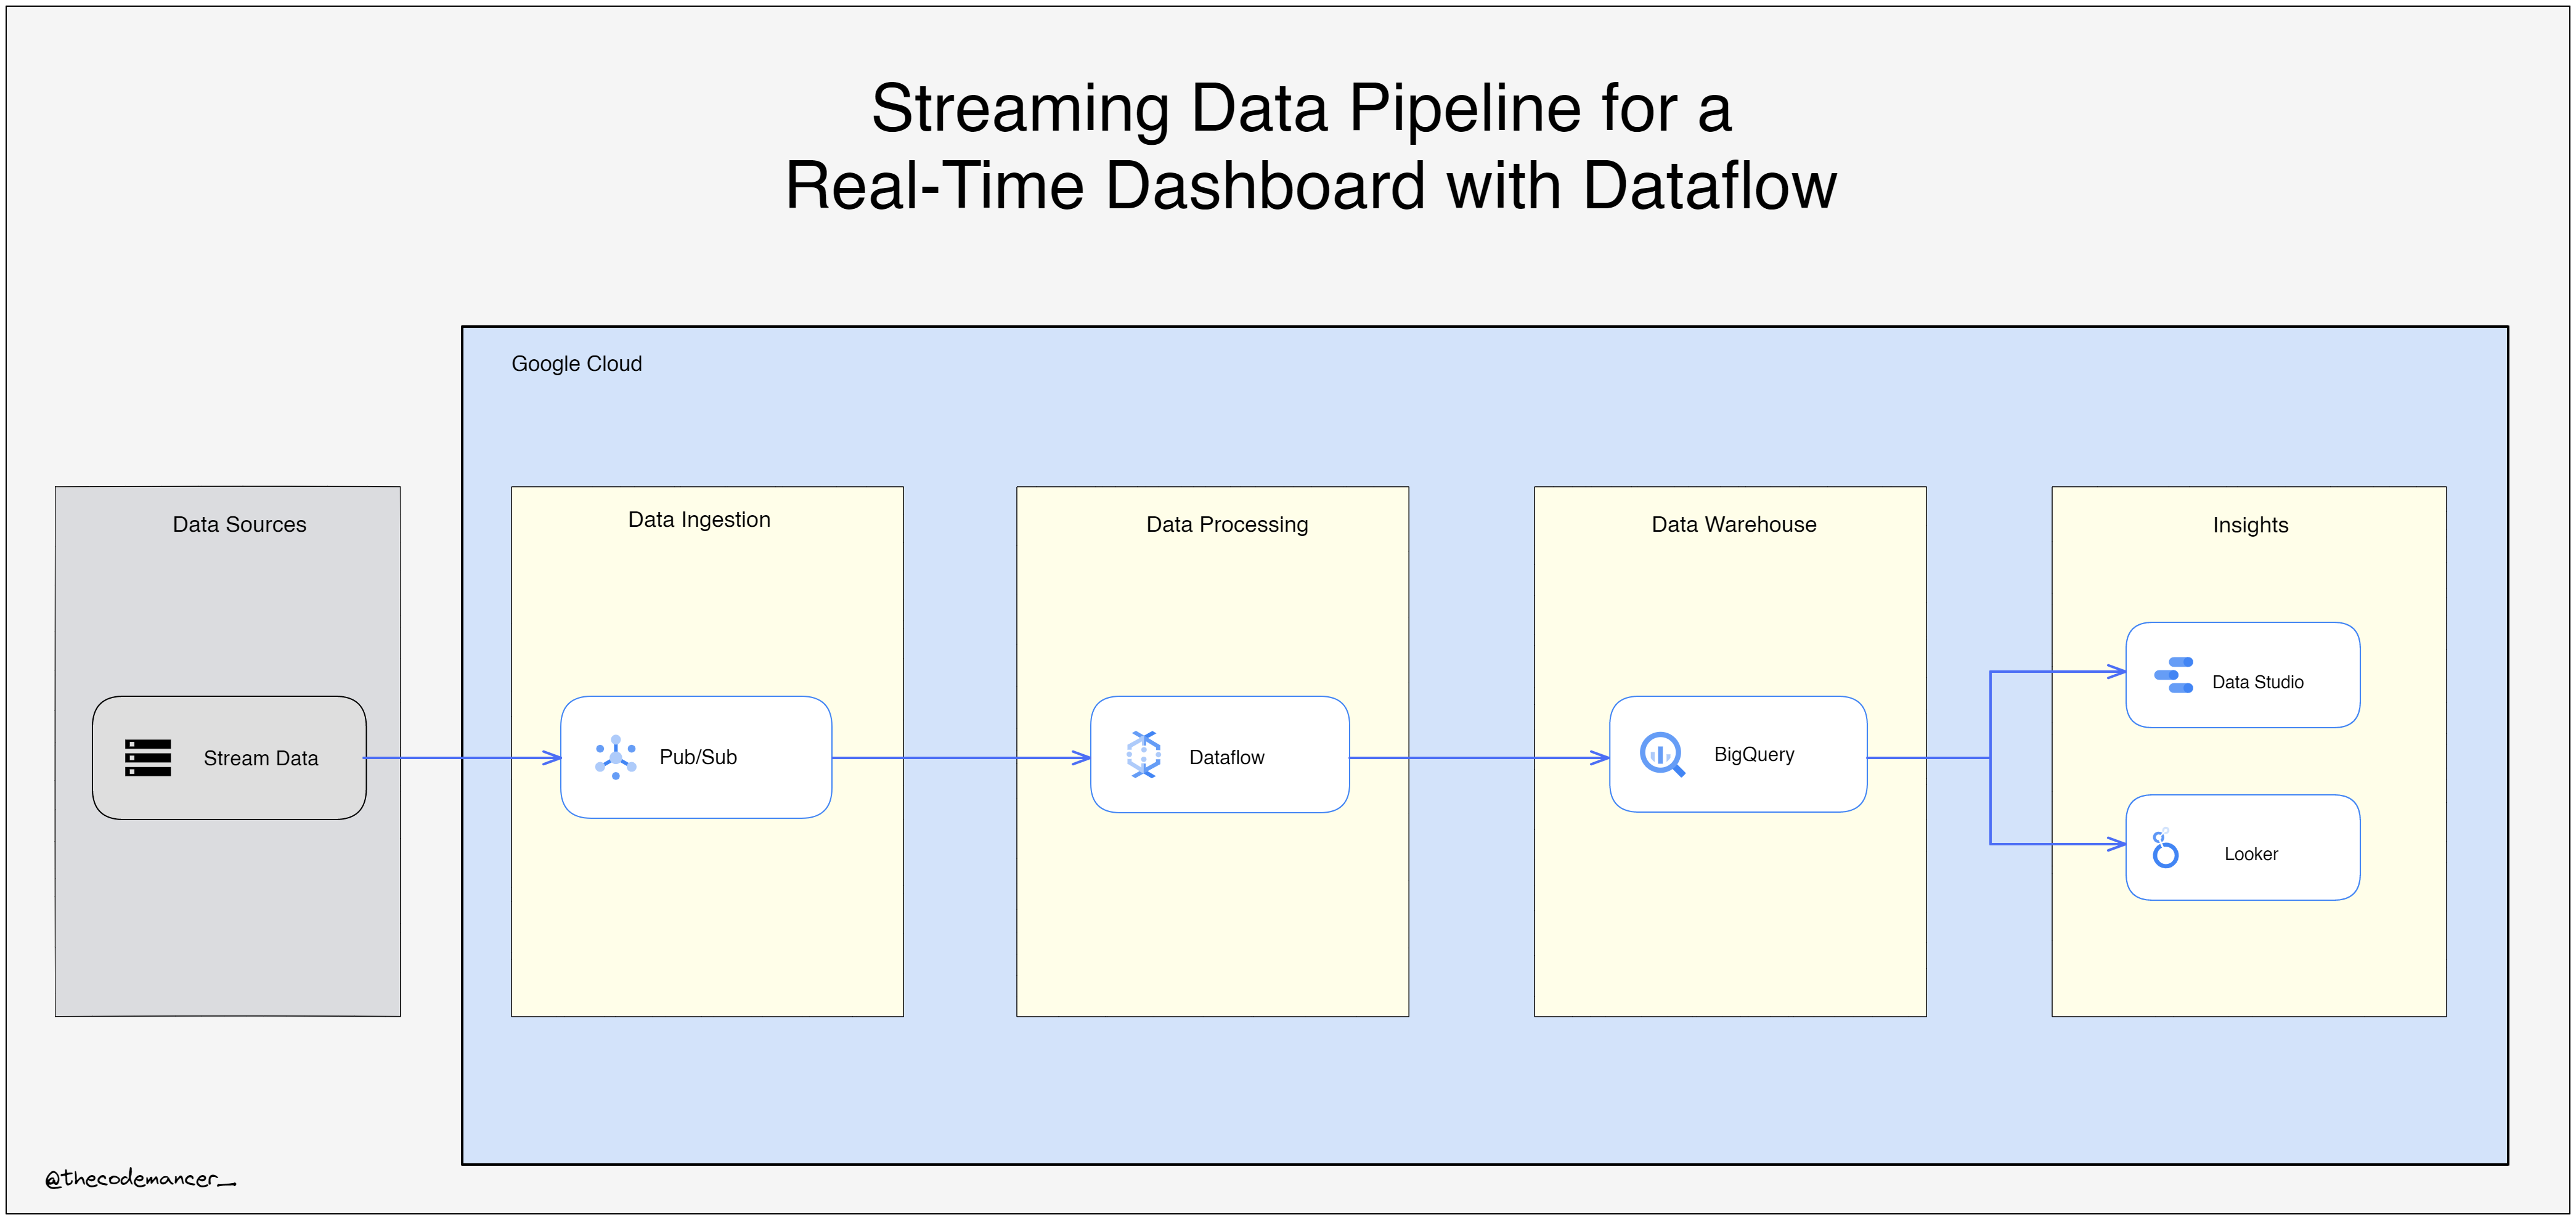 Streaming Data Pipeline for a
Real-Time Dashboard with Dataflow
Google Cloud
Data Sources
Stream Data
Data Ingestion
Pub/Sub
Data Processing
Dataflow
Data Warehouse
BigQuery
Insights
Data Studio
Looker
@thecodemancer_